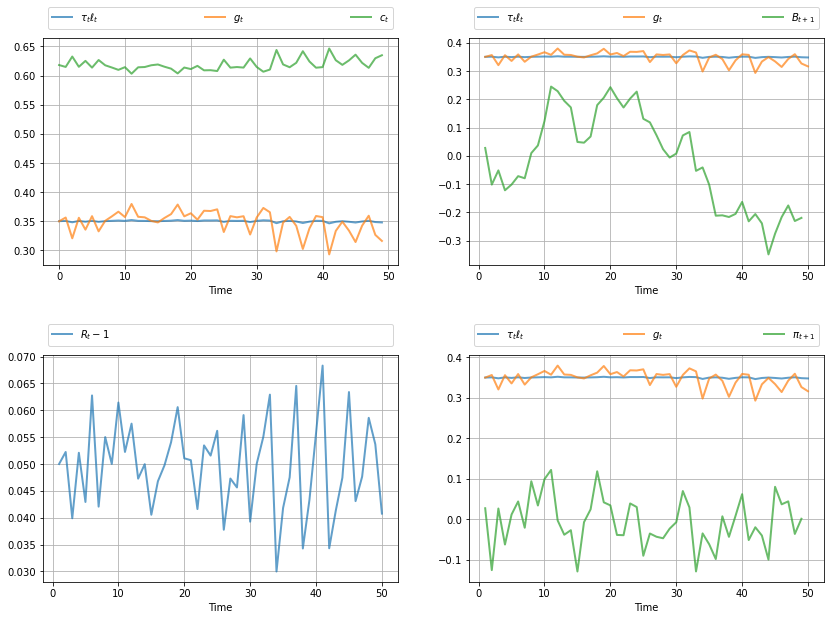 τₜℓₜ gₜ cₜ
0.65
0.60
0.55
0.50
0.45
0.40
0.35
0.30
0 10 20 30 40 50
Time
τₜℓₜ gₜ Bₜ₊₁
0.4
0.3
0.2
0.1
0.0
−0.1
−0.2
−0.3
0 10 20 30 40 50
Time
Rₜ − 1
0.070
0.065
0.060
0.055
0.050
0.045
0.040
0.035
0.030
0 10 20 30 40 50
Time
τₜℓₜ gₜ πₜ₊₁
0.4
0.3
0.2
0.1
0.0
−0.1
0 10 20 30 40 50
Time